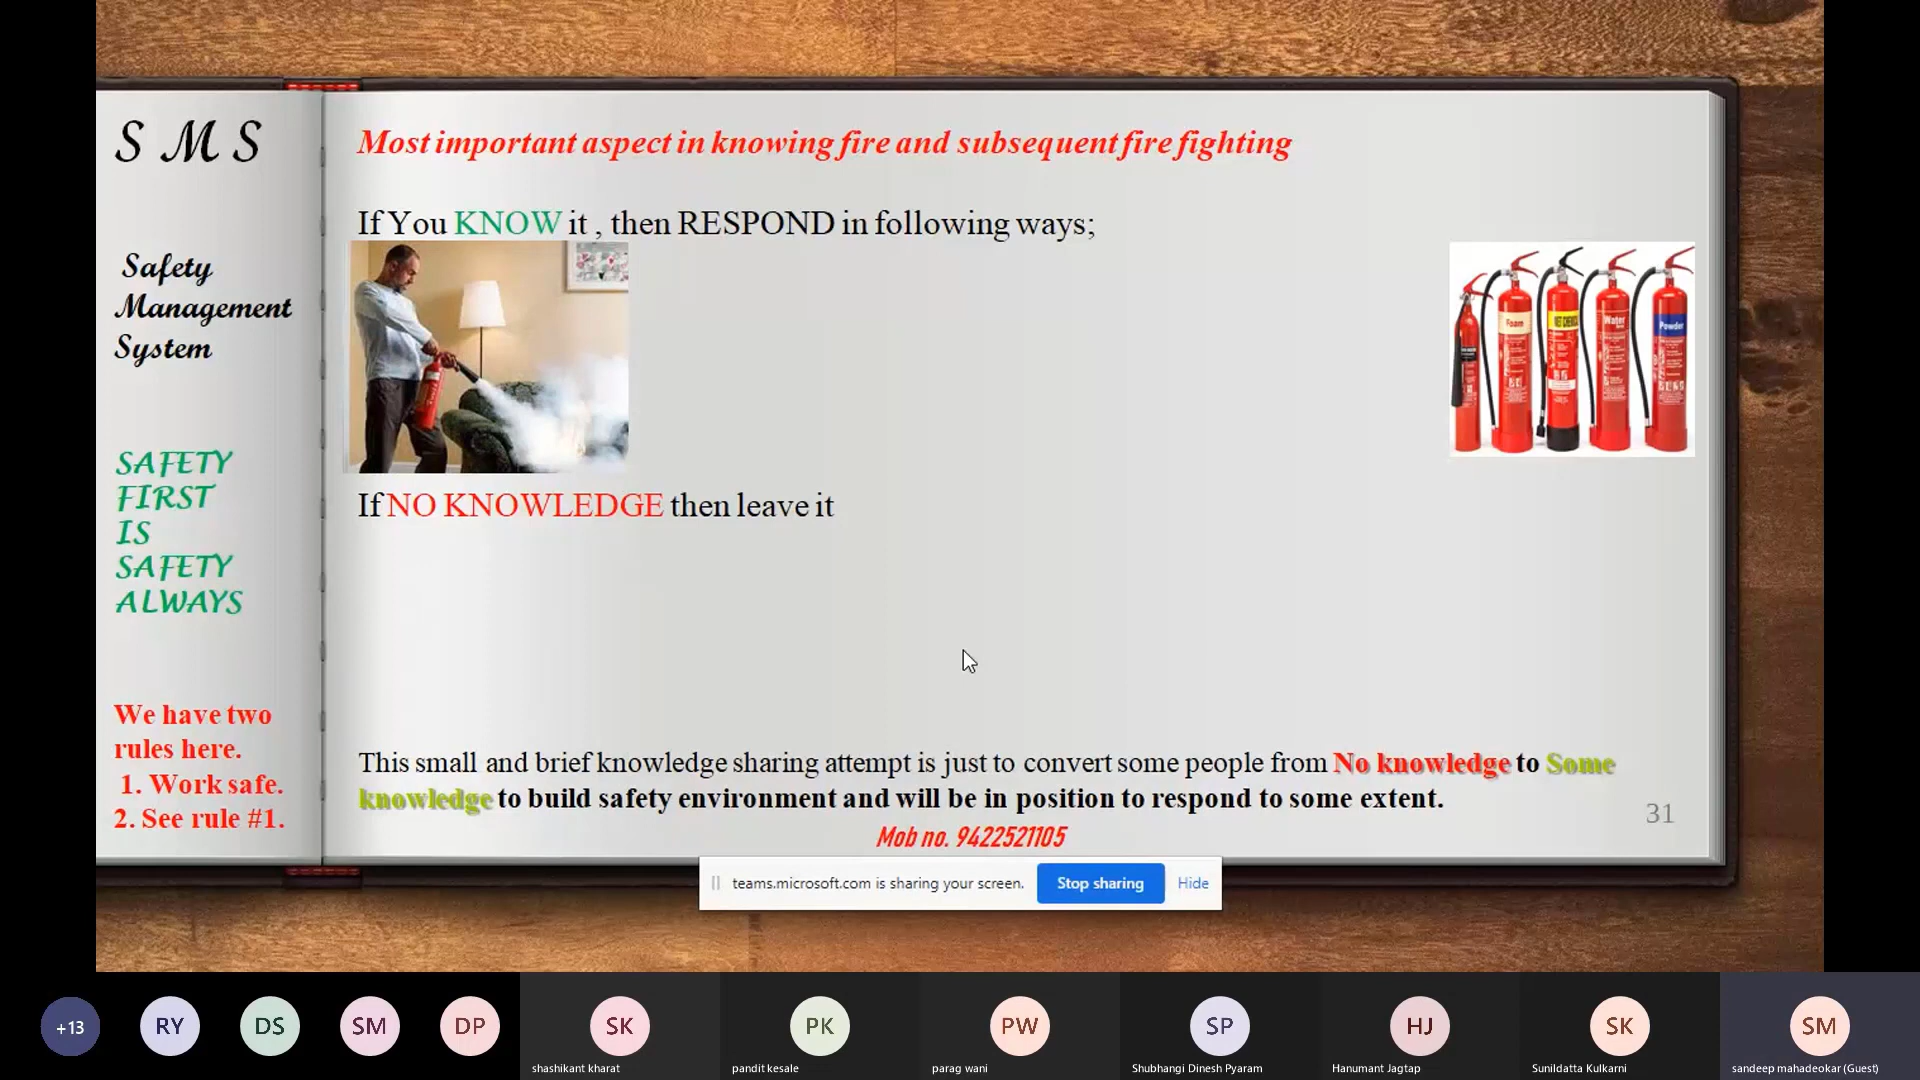 S M S
Safety
Management
System
SAFETY
FIRST
IS
SAFETY
ALWAYS
We have two
rules here.
1. Work safe.
2. See rule #1.
Most important aspect in knowing fire and subsequent fire fighting
If You KNOW it , then RESPOND in following ways;
Foam
WET CHEMICAL
Water
Powder
If NO KNOWLEDGE then leave it
This small and brief knowledge sharing attempt is just to convert some people from No knowledge to Some
knowledge to build safety environment and will be in position to respond to some extent.
31
Mob no. 9422521105
teams.microsoft.com is sharing your screen.
Stop sharing
Hide
+13
RY
DS
SM
DP
SK
PK
PW
SP
HJ
SK
SM
shashikant kharat
pandit kesale
parag wani
Shubhangi Dinesh Pyaram
Hanumant Jagtap
Sunildatta Kulkarni
sandeep mahadeokar (Guest)